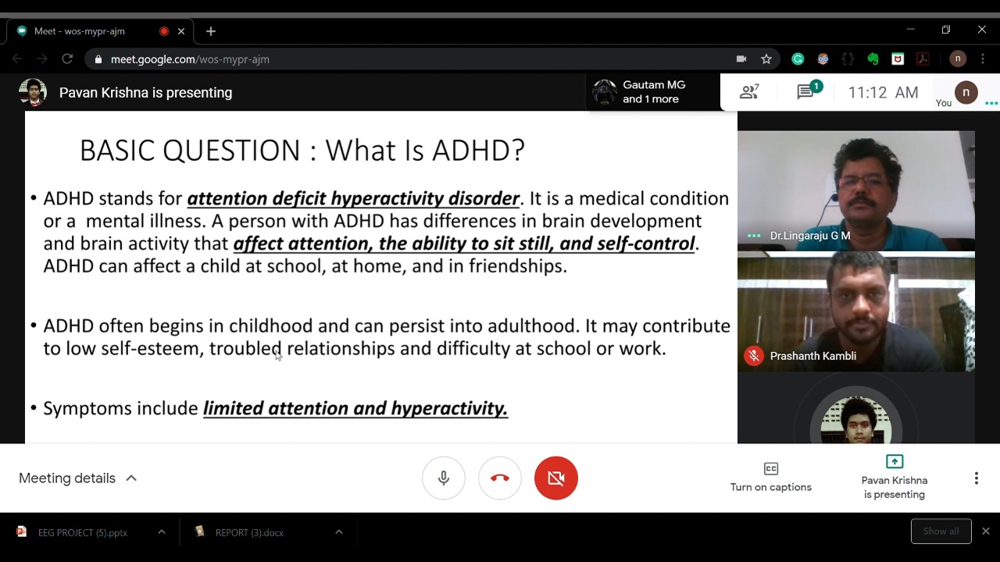 Meet - wos-mypr-ajm
meet.google.com/wos-mypr-ajm
n
Pavan Krishna is presenting
Gautam MG
and 1 more
7
1
11:12 AM
You
n
BASIC QUESTION : What Is ADHD?
• ADHD stands for attention deficit hyperactivity disorder. It is a medical condition
or a mental illness. A person with ADHD has differences in brain development
and brain activity that affect attention, the ability to sit still, and self-control.
ADHD can affect a child at school, at home, and in friendships.
• ADHD often begins in childhood and can persist into adulthood. It may contribute
to low self-esteem, troubled relationships and difficulty at school or work.
• Symptoms include limited attention and hyperactivity.
Dr.Lingaraju G M
Prashanth Kambli
Meeting details
CC
Turn on captions
Pavan Krishna
is presenting
EEG PROJECT (5).pptx
REPORT (3).docx
Show all